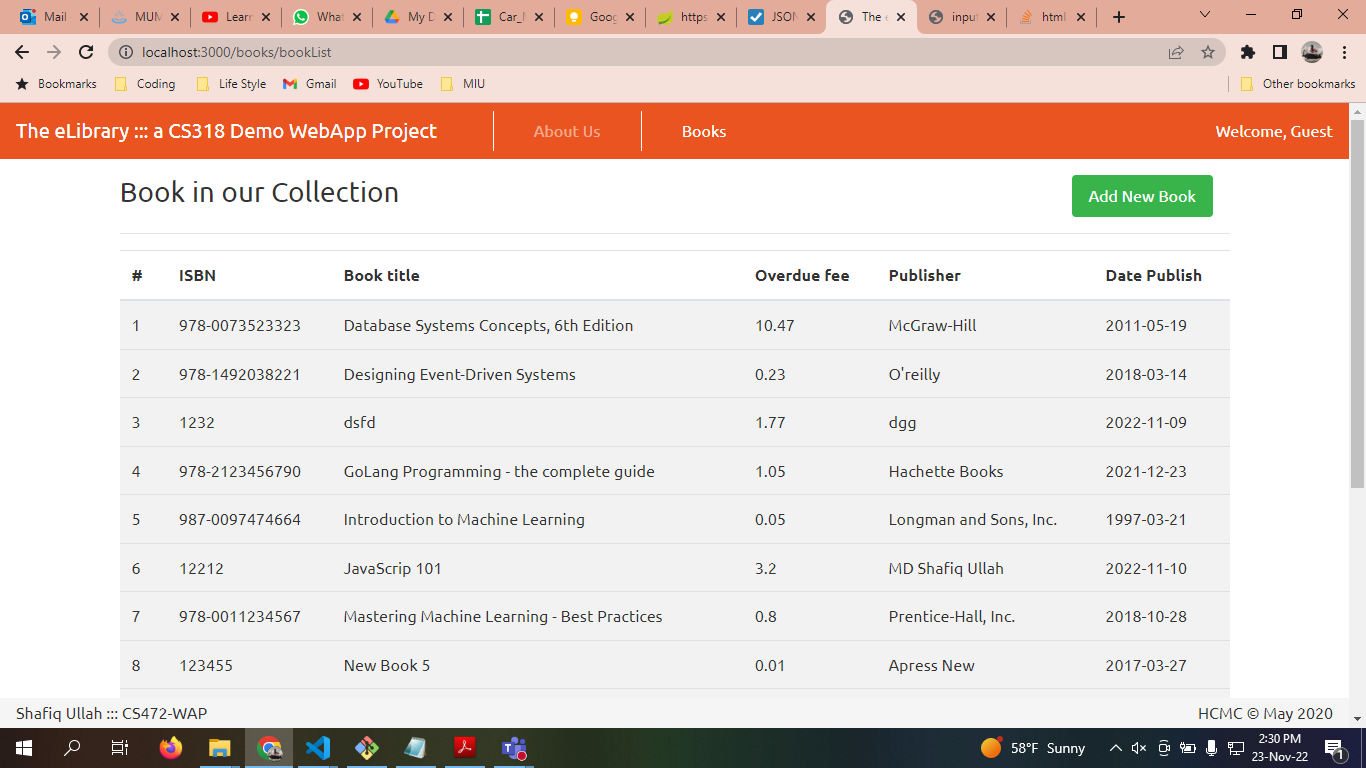 Mail MUM Learn What My D Car_ Goog https JSON The e input html
localhost:3000/books/bookList
Bookmarks Coding Life Style Gmail YouTube MIU Other bookmarks
The eLibrary ::: a CS318 Demo WebApp Project About Us Books Welcome, Guest
Book in our Collection Add New Book
# ISBN Book title Overdue fee Publisher Date Publish
1 978-0073523323 Database Systems Concepts, 6th Edition 10.47 McGraw-Hill 2011-05-19
2 978-1492038221 Designing Event-Driven Systems 0.23 O'reilly 2018-03-14
3 1232 dsfd 1.77 dgg 2022-11-09
4 978-2123456790 GoLang Programming - the complete guide 1.05 Hachette Books 2021-12-23
5 987-0097474664 Introduction to Machine Learning 0.05 Longman and Sons, Inc. 1997-03-21
6 12212 JavaScrip 101 3.2 MD Shafiq Ullah 2022-11-10
7 978-0011234567 Mastering Machine Learning - Best Practices 0.8 Prentice-Hall, Inc. 2018-10-28
8 123455 New Book 5 0.01 Apress New 2017-03-27
Shafiq Ullah ::: CS472-WAP HCMC © May 2020
58°F Sunny 2:30 PM
23-Nov-22 1